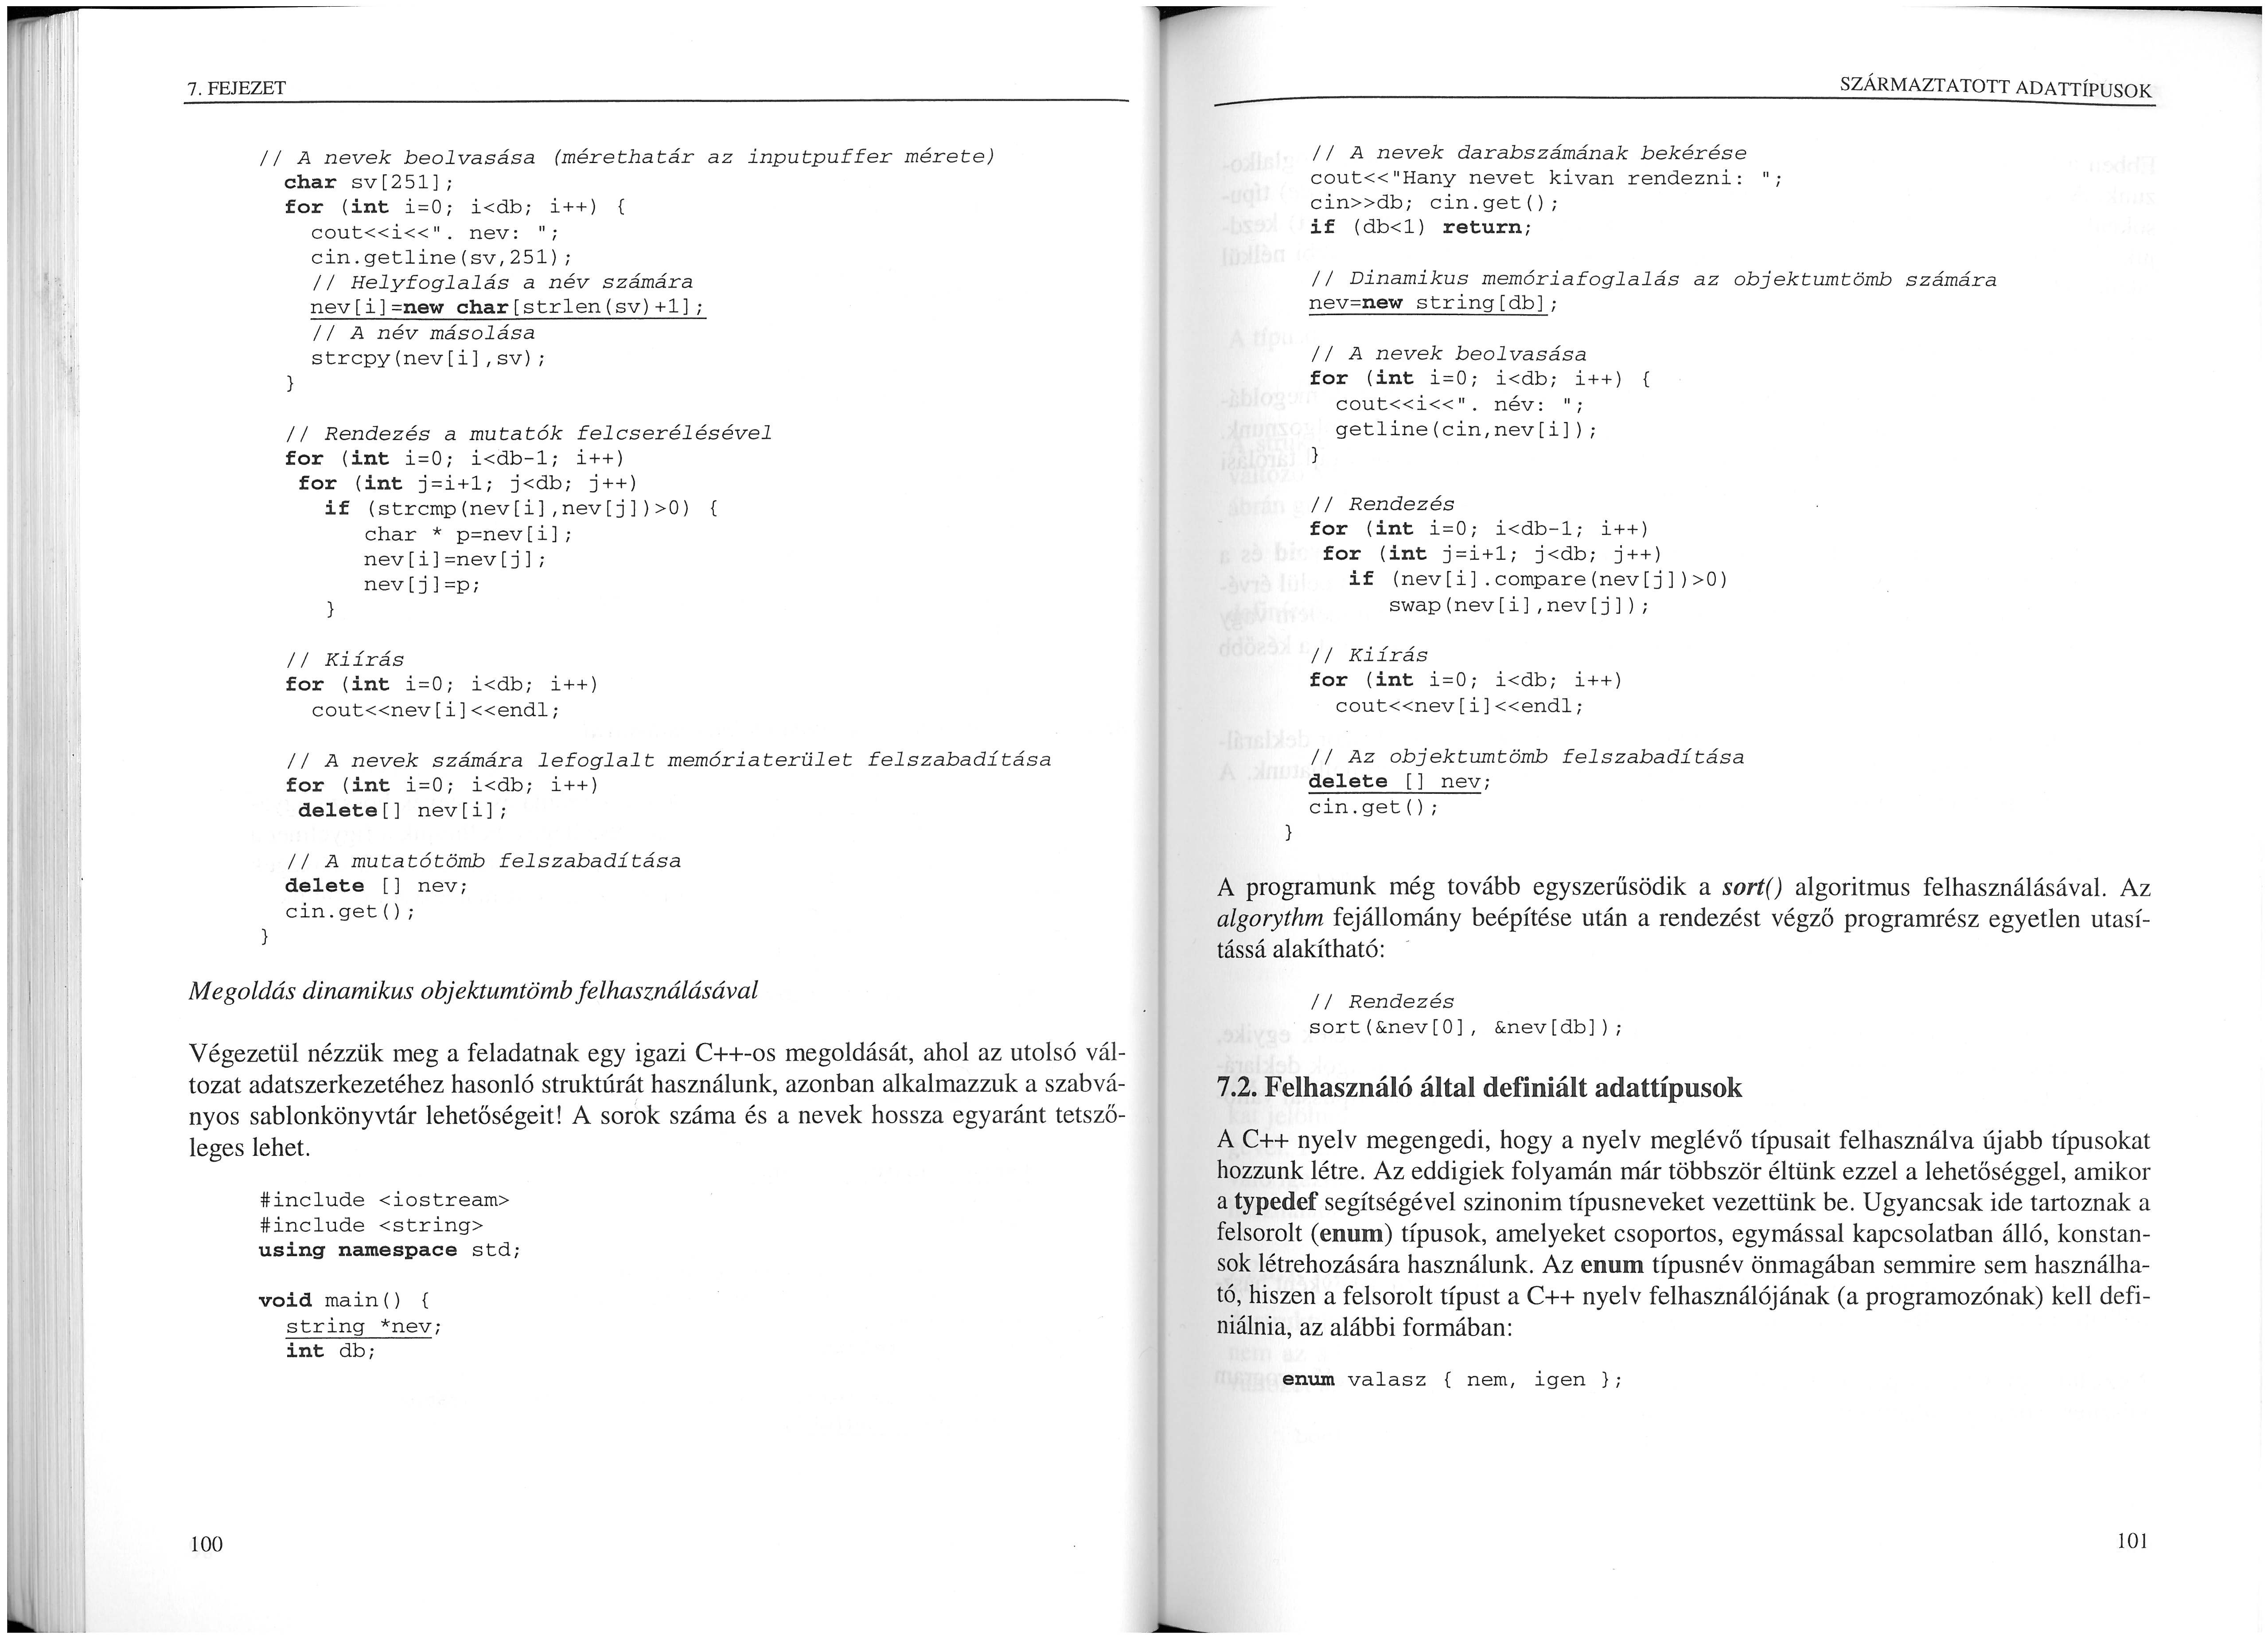 7. FEJEZET
// A nevek beolvasása (mérethatár az inputpuffer mérete)
char sv[251];
for (int i=0; i<db; i++) {
cout<<i<<". nev: ";
cin.getline(sv,251);
// Helyfoglalás a név számára
nev[i]=new char[strlen(sv)+1];
// A név másolása
strcpy(nev[i],sv);
}
// Rendezés a mutatók felcserélésével
for (int i=0; i<db-1; i++)
for (int j=i+1; j<db; j++)
if (strcmp(nev[i],nev[j])>0) {
char * p=nev[i];
nev[i]=nev[j];
nev[j]=p;
}
// Kiírás
for (int i=0; i<db; i++)
cout<<nev[i]<<endl;
// A nevek számára lefoglalt memóriaterület felszabadítása
for (int i=0; i<db; i++)
delete[] nev[i];
// A mutatótömb felszabadítása
delete [] nev;
cin.get();
}
Megoldás dinamikus objektumtömb felhasználásával
Végezetül nézzük meg a feladatnak egy igazi C++-os megoldását, ahol az utolsó vál-
tozat adatszerkezetéhez hasonló struktúrát használunk, azonban alkalmazzuk a szabvá-
nyos sablonkönyvtár lehetőségeit! A sorok száma és a nevek hossza egyaránt tetsző-
leges lehet.
#include <iostream>
#include <string>
using namespace std;
void main() {
string *nev;
int db;
100
SZÁRMAZTATOTT ADATTÍPUSOK
// A nevek darabszámának bekérése
cout<<"Hany nevet kivan rendezni: ";
cin>>db; cin.get();
if (db<1) return;
// Dinamikus memóriafoglalás az objektumtömb számára
nev=new string[db];
// A nevek beolvasása
for (int i=0; i<db; i++) {
cout<<i<<". név: ";
getline(cin,nev[i]);
}
// Rendezés
for (int i=0; i<db-1; i++)
for (int j=i+1; j<db; j++)
if (nev[i].compare(nev[j])>0)
swap(nev[i],nev[j]);
// Kiírás
for (int i=0; i<db; i++)
cout<<nev[i]<<endl;
// Az objektumtömb felszabadítása
delete [] nev;
cin.get();
}
A programunk még tovább egyszerűsödik a sort() algoritmus felhasználásával. Az
algorythm fejállomány beépítése után a rendezést végző programrész egyetlen utasí-
tássá alakítható:
// Rendezés
sort(&nev[0], &nev[db]);
7.2. Felhasználó által definiált adattípusok
A C++ nyelv megengedi, hogy a nyelv meglévő típusait felhasználva újabb típusokat
hozzunk létre. Az eddigiek folyamán már többször éltünk ezzel a lehetőséggel, amikor
a typedef segítségével szinonim típusneveket vezettünk be. Ugyancsak ide tartoznak a
felsorolt (enum) típusok, amelyeket csoportos, egymással kapcsolatban álló, konstan-
sok létrehozására használunk. Az enum típusnév önmagában semmire sem használha-
tó, hiszen a felsorolt típust a C++ nyelv felhasználójának (a programozónak) kell defi-
niálnia, az alábbi formában:
enum valasz { nem, igen };
101